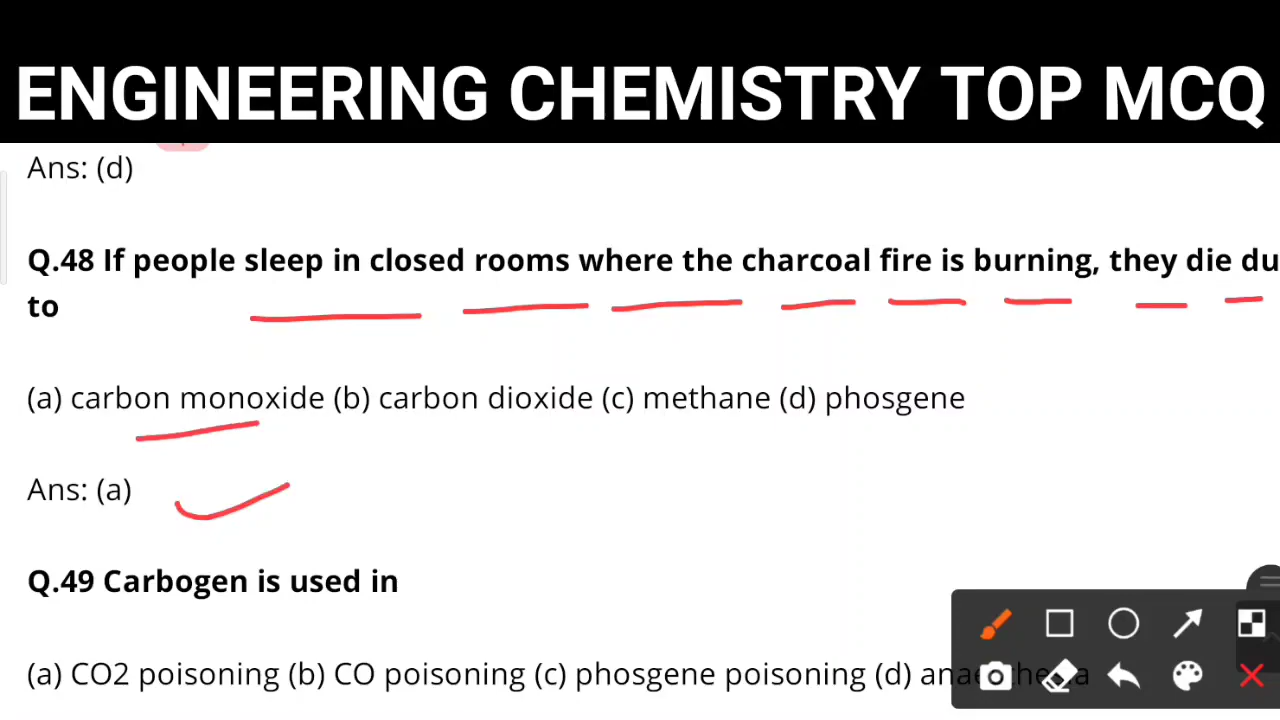 ENGINEERING CHEMISTRY TOP MCQ
Ans: (d)
Q.48 If people sleep in closed rooms where the charcoal fire is burning, they die du
to
(a) carbon monoxide (b) carbon dioxide (c) methane (d) phosgene
Ans: (a)
Q.49 Carbogen is used in
(a) CO2 poisoning (b) CO poisoning (c) phosgene poisoning (d)